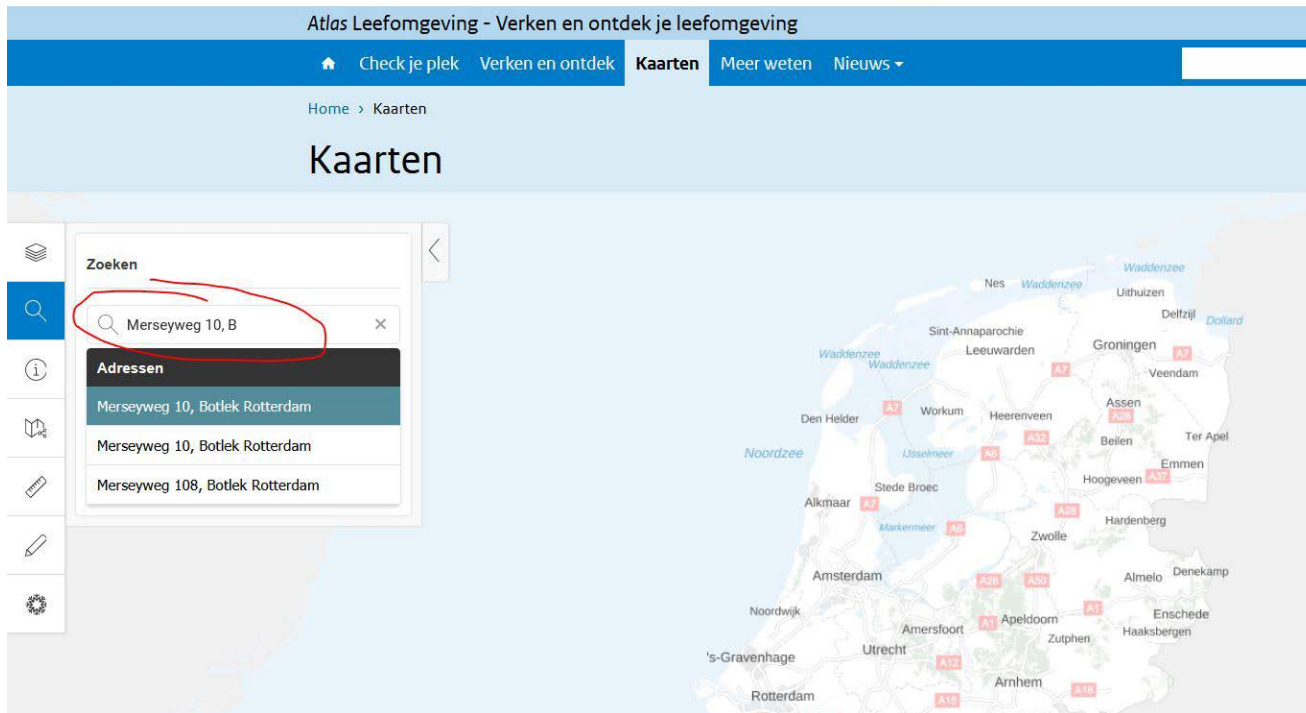 Atlas Leefomgeving - Verken en ontdek je leefomgeving
Check je plek Verken en ontdek Kaarten Meer weten Nieuws
Home > Kaarten
Kaarten
Zoeken
Merseyweg 10, B ×
Adressen
Merseyweg 10, Botlek Rotterdam
Merseyweg 10, Botlek Rotterdam
Merseyweg 108, Botlek Rotterdam
Waddenzee
Nes Waddenzee
Uithuizen
Delfzijl Dollard
Sint-Annaparochie
Waddenzee Leeuwarden Groningen A7
Waddenzee A7 Veendam
Den Helder A7 Workum Heerenveen Assen
A28
Noordzee IJsselmeer A6 A32 Beilen Ter Apel
Emmen
Stede Broec Hoogeveen A37
Alkmaar A7
Markermeer A6 A28 Hardenberg
Zwolle
Amsterdam A28 A50 Almelo Denekamp
Noordwijk A1 Enschede
Amersfoort A1 Apeldoorn Haaksbergen
's-Gravenhage Utrecht Zutphen
A12
Arnhem
Rotterdam A15 A18